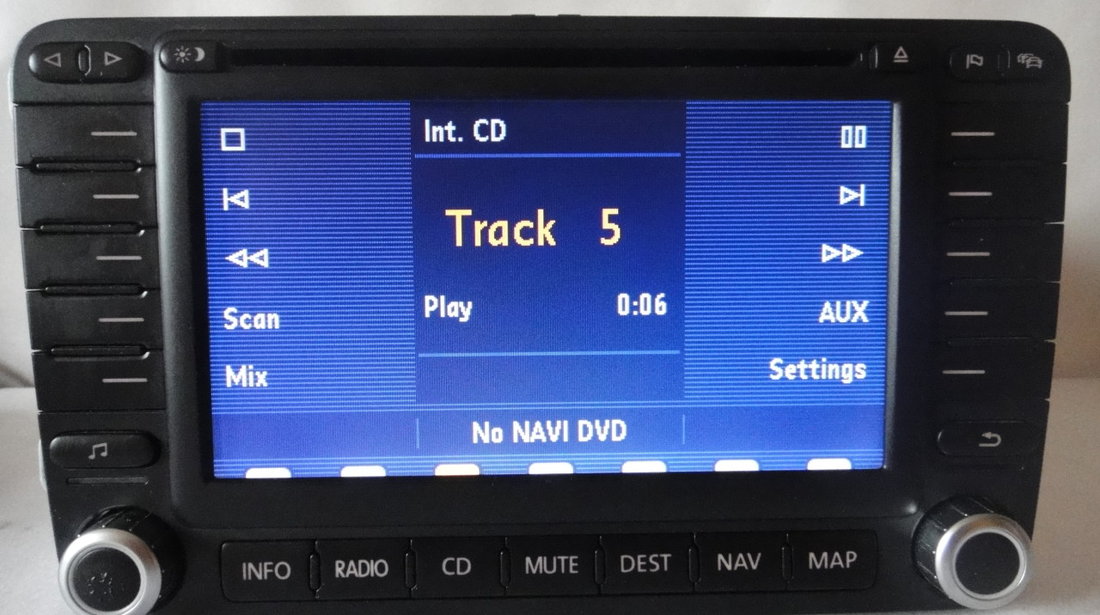 Int. CD
Track 5
Play 0:06
Scan AUX
Mix Settings
No NAVI DVD
INFO RADIO CD MUTE DEST NAV MAP